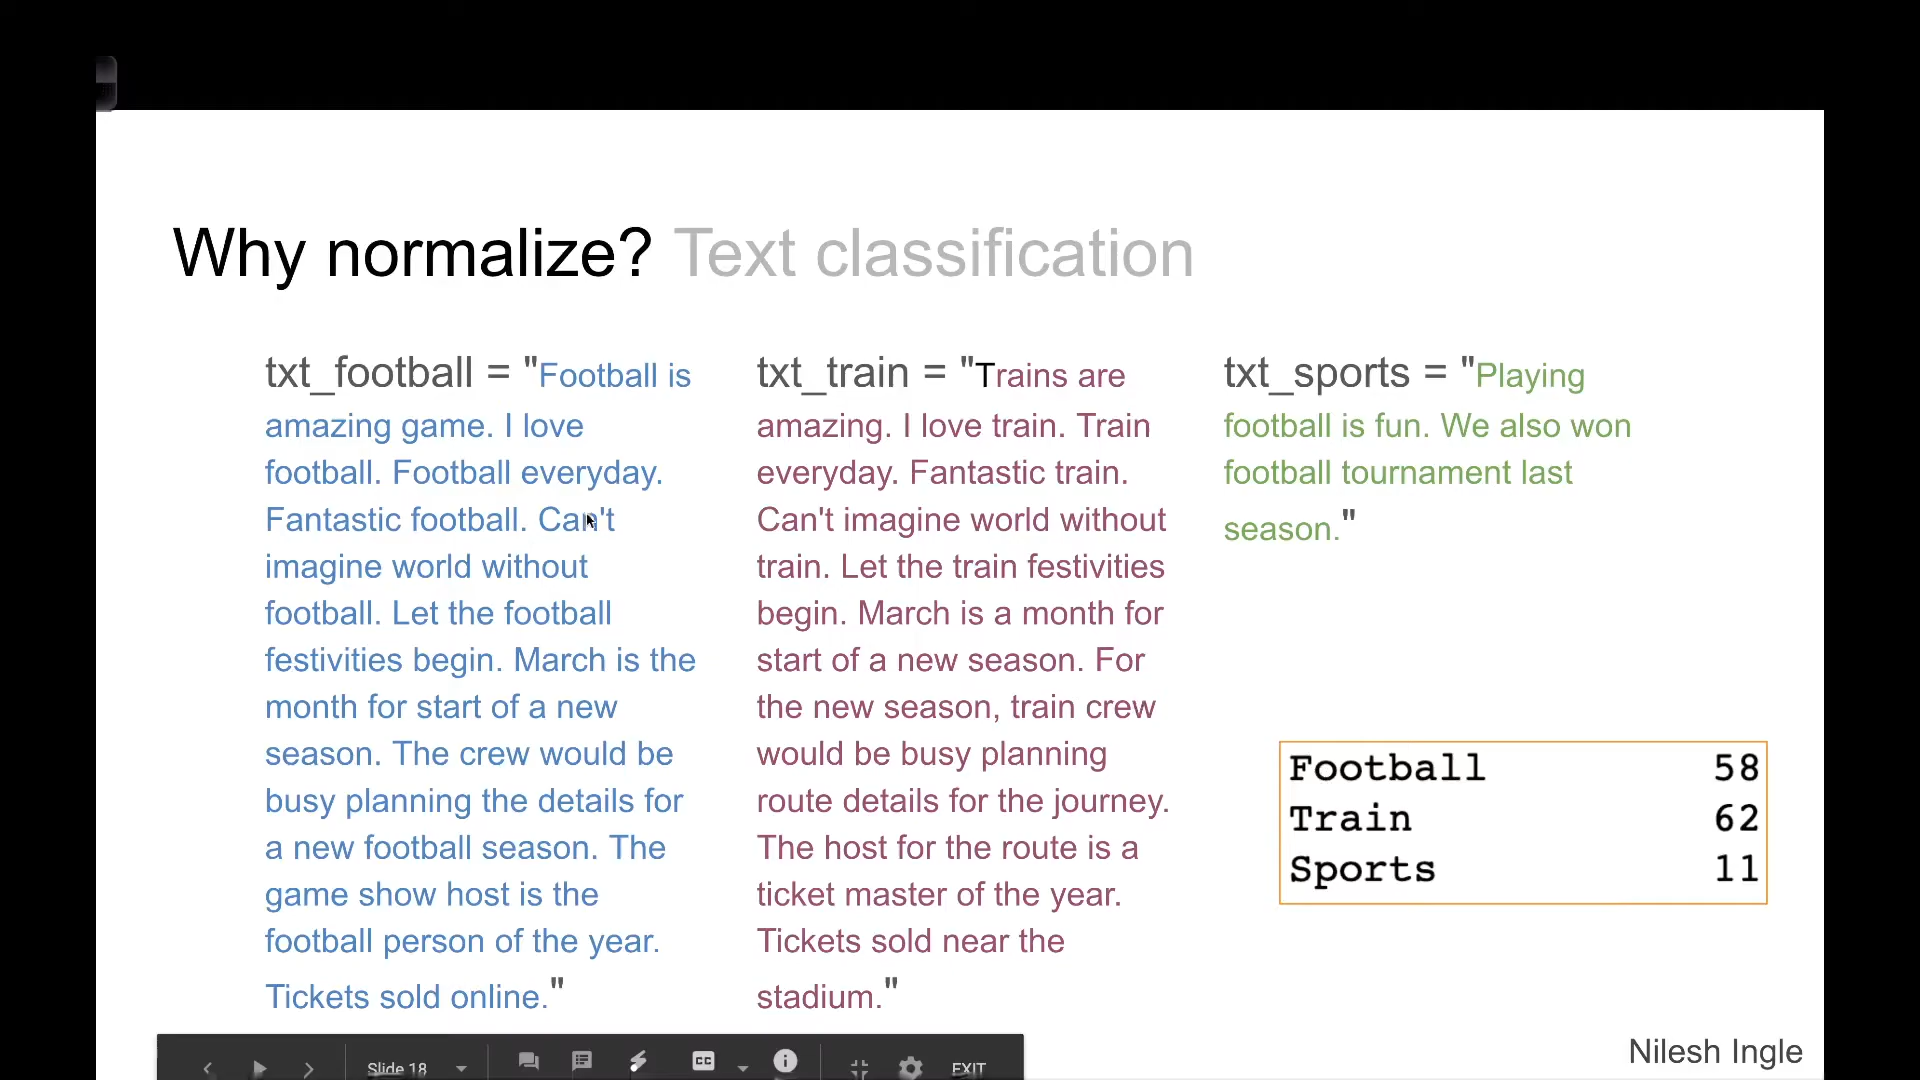 Why normalize? Text classification
txt_football = "Football is
amazing game. I love
football. Football everyday.
Fantastic football. Can't
imagine world without
football. Let the football
festivities begin. March is the
month for start of a new
season. The crew would be
busy planning the details for
a new football season. The
game show host is the
football person of the year.
Tickets sold online."
txt_train = "Trains are
amazing. I love train. Train
everyday. Fantastic train.
Can't imagine world without
train. Let the train festivities
begin. March is a month for
start of a new season. For
the new season, train crew
would be busy planning
route details for the journey.
The host for the route is a
ticket master of the year.
Tickets sold near the
stadium."
txt_sports = "Playing
football is fun. We also won
football tournament last
season."
Football 58
Train 62
Sports 11
Nilesh Ingle
Slide 18 CC EXIT